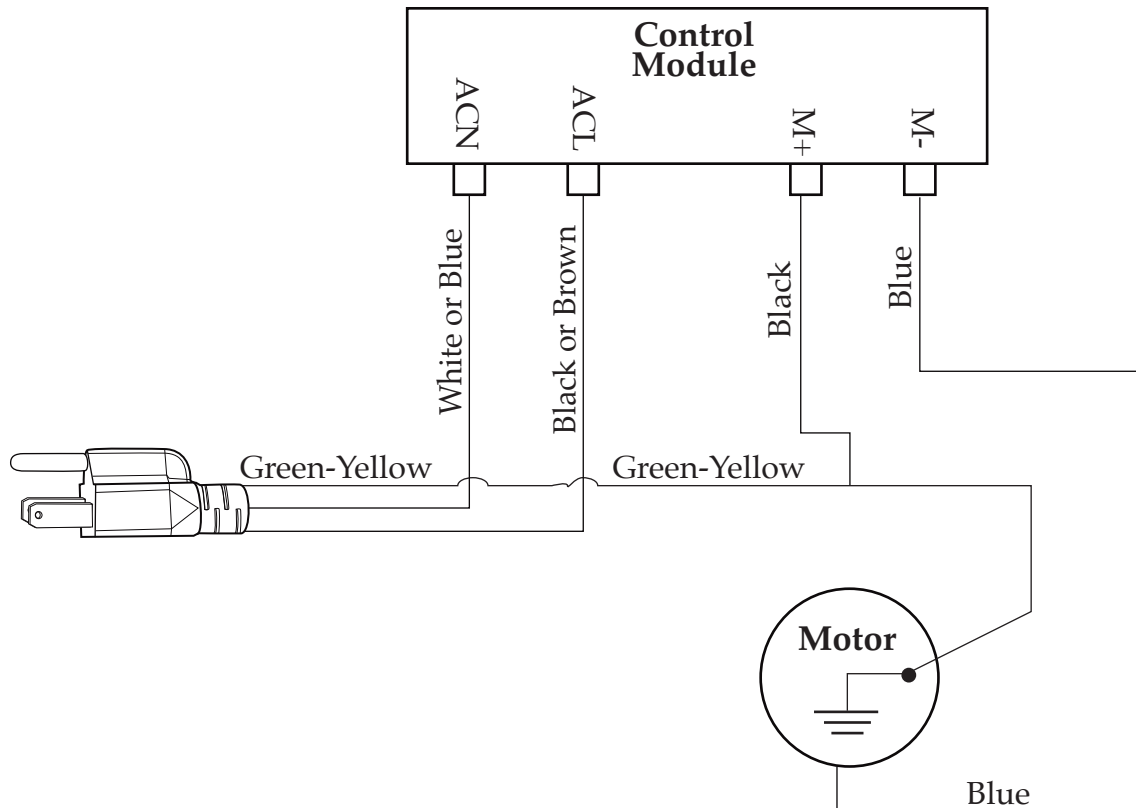 Control
Module
ACN
ACL
M+
M-
White or Blue
Black or Brown
Black
Blue
Green-Yellow
Green-Yellow
Motor
Blue